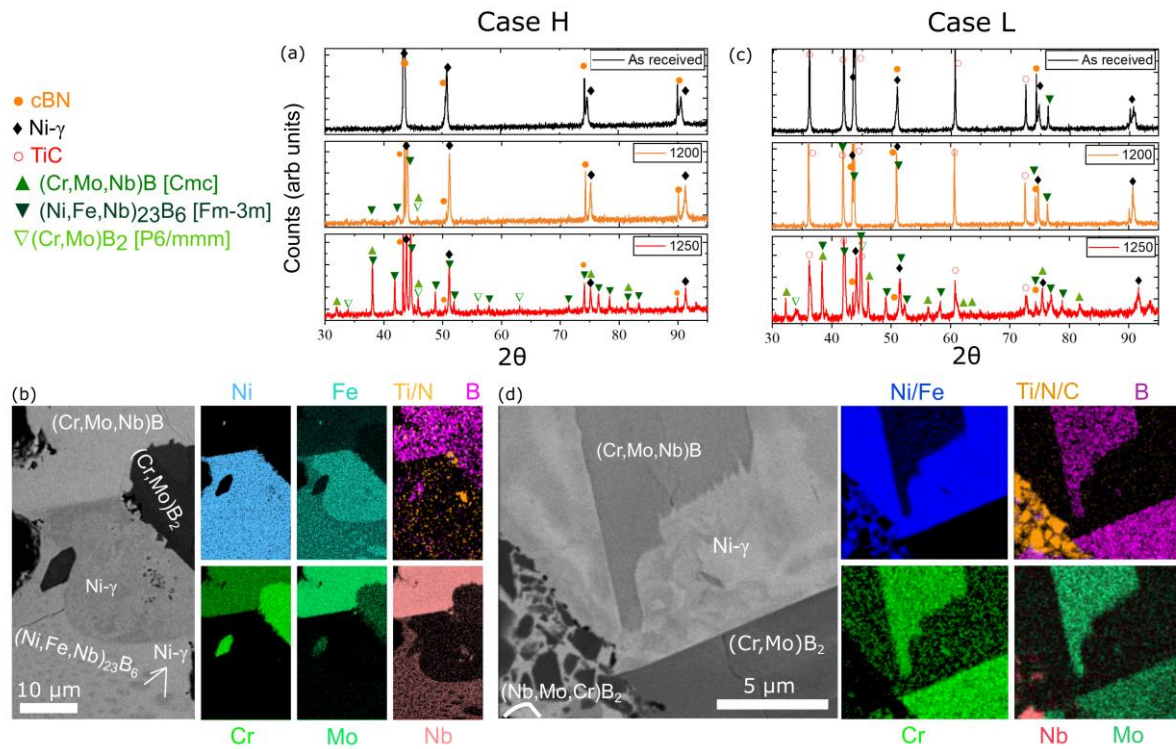 Case H
Case L
● cBN
♦ Ni-γ
○ TiC
▲ (Cr,Mo,Nb)B [Cmc]
▼ (Ni,Fe,Nb)23B6 [Fm-3m]
▽ (Cr,Mo)B2 [P6/mmm]
Counts (arb units)
(a)
As received
1200
1250
30 40 50 60 70 80 90
2θ
(c)
As received
1200
1250
30 40 50 60 70 80 90
2θ
(b)
(Cr,Mo,Nb)B
(Cr,Mo)B2
Ni-γ
(Ni,Fe,Nb)23B6
Ni-γ
10 µm
Ni
Fe
Ti/N
B
Cr
Mo
Nb
(d)
(Cr,Mo,Nb)B
Ni-γ
(Cr,Mo)B2
(Nb,Mo,Cr)B2
5 µm
Ni/Fe
Ti/N/C
B
Cr
Nb
Mo